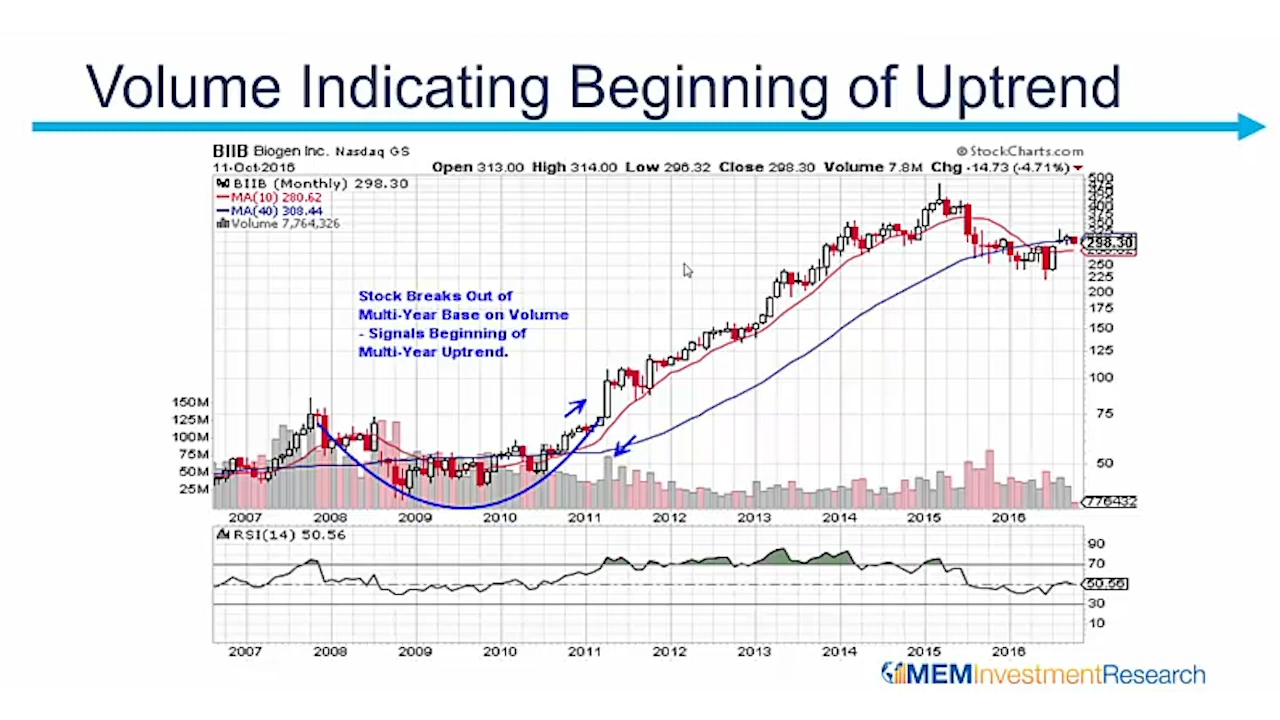 Volume Indicating Beginning of Uptrend
BIIB Biogen Inc. Nasdaq GS
© StockCharts.com
11-Oct-2016
Open 313.00 High 314.00 Low 296.32 Close 298.30 Volume 7.8M Chg -14.73 (-4.71%)
BIIB (Monthly) 298.30
MA(10) 280.62
MA(40) 308.44
Volume 7,764,326
Stock Breaks Out of
Multi-Year Base on Volume
- Signals Beginning of
Multi-Year Uptrend.
500
400
350
298.30
250
225
200
175
150
125
100
75
50
150M
125M
100M
75M
50M
25M
776432
2007 2008 2009 2010 2011 2012 2013 2014 2015 2016
RSI(14) 50.56
90
70
50.56
30
10
2007 2008 2009 2010 2011 2012 2013 2014 2015 2016
MEMInvestmentResearch